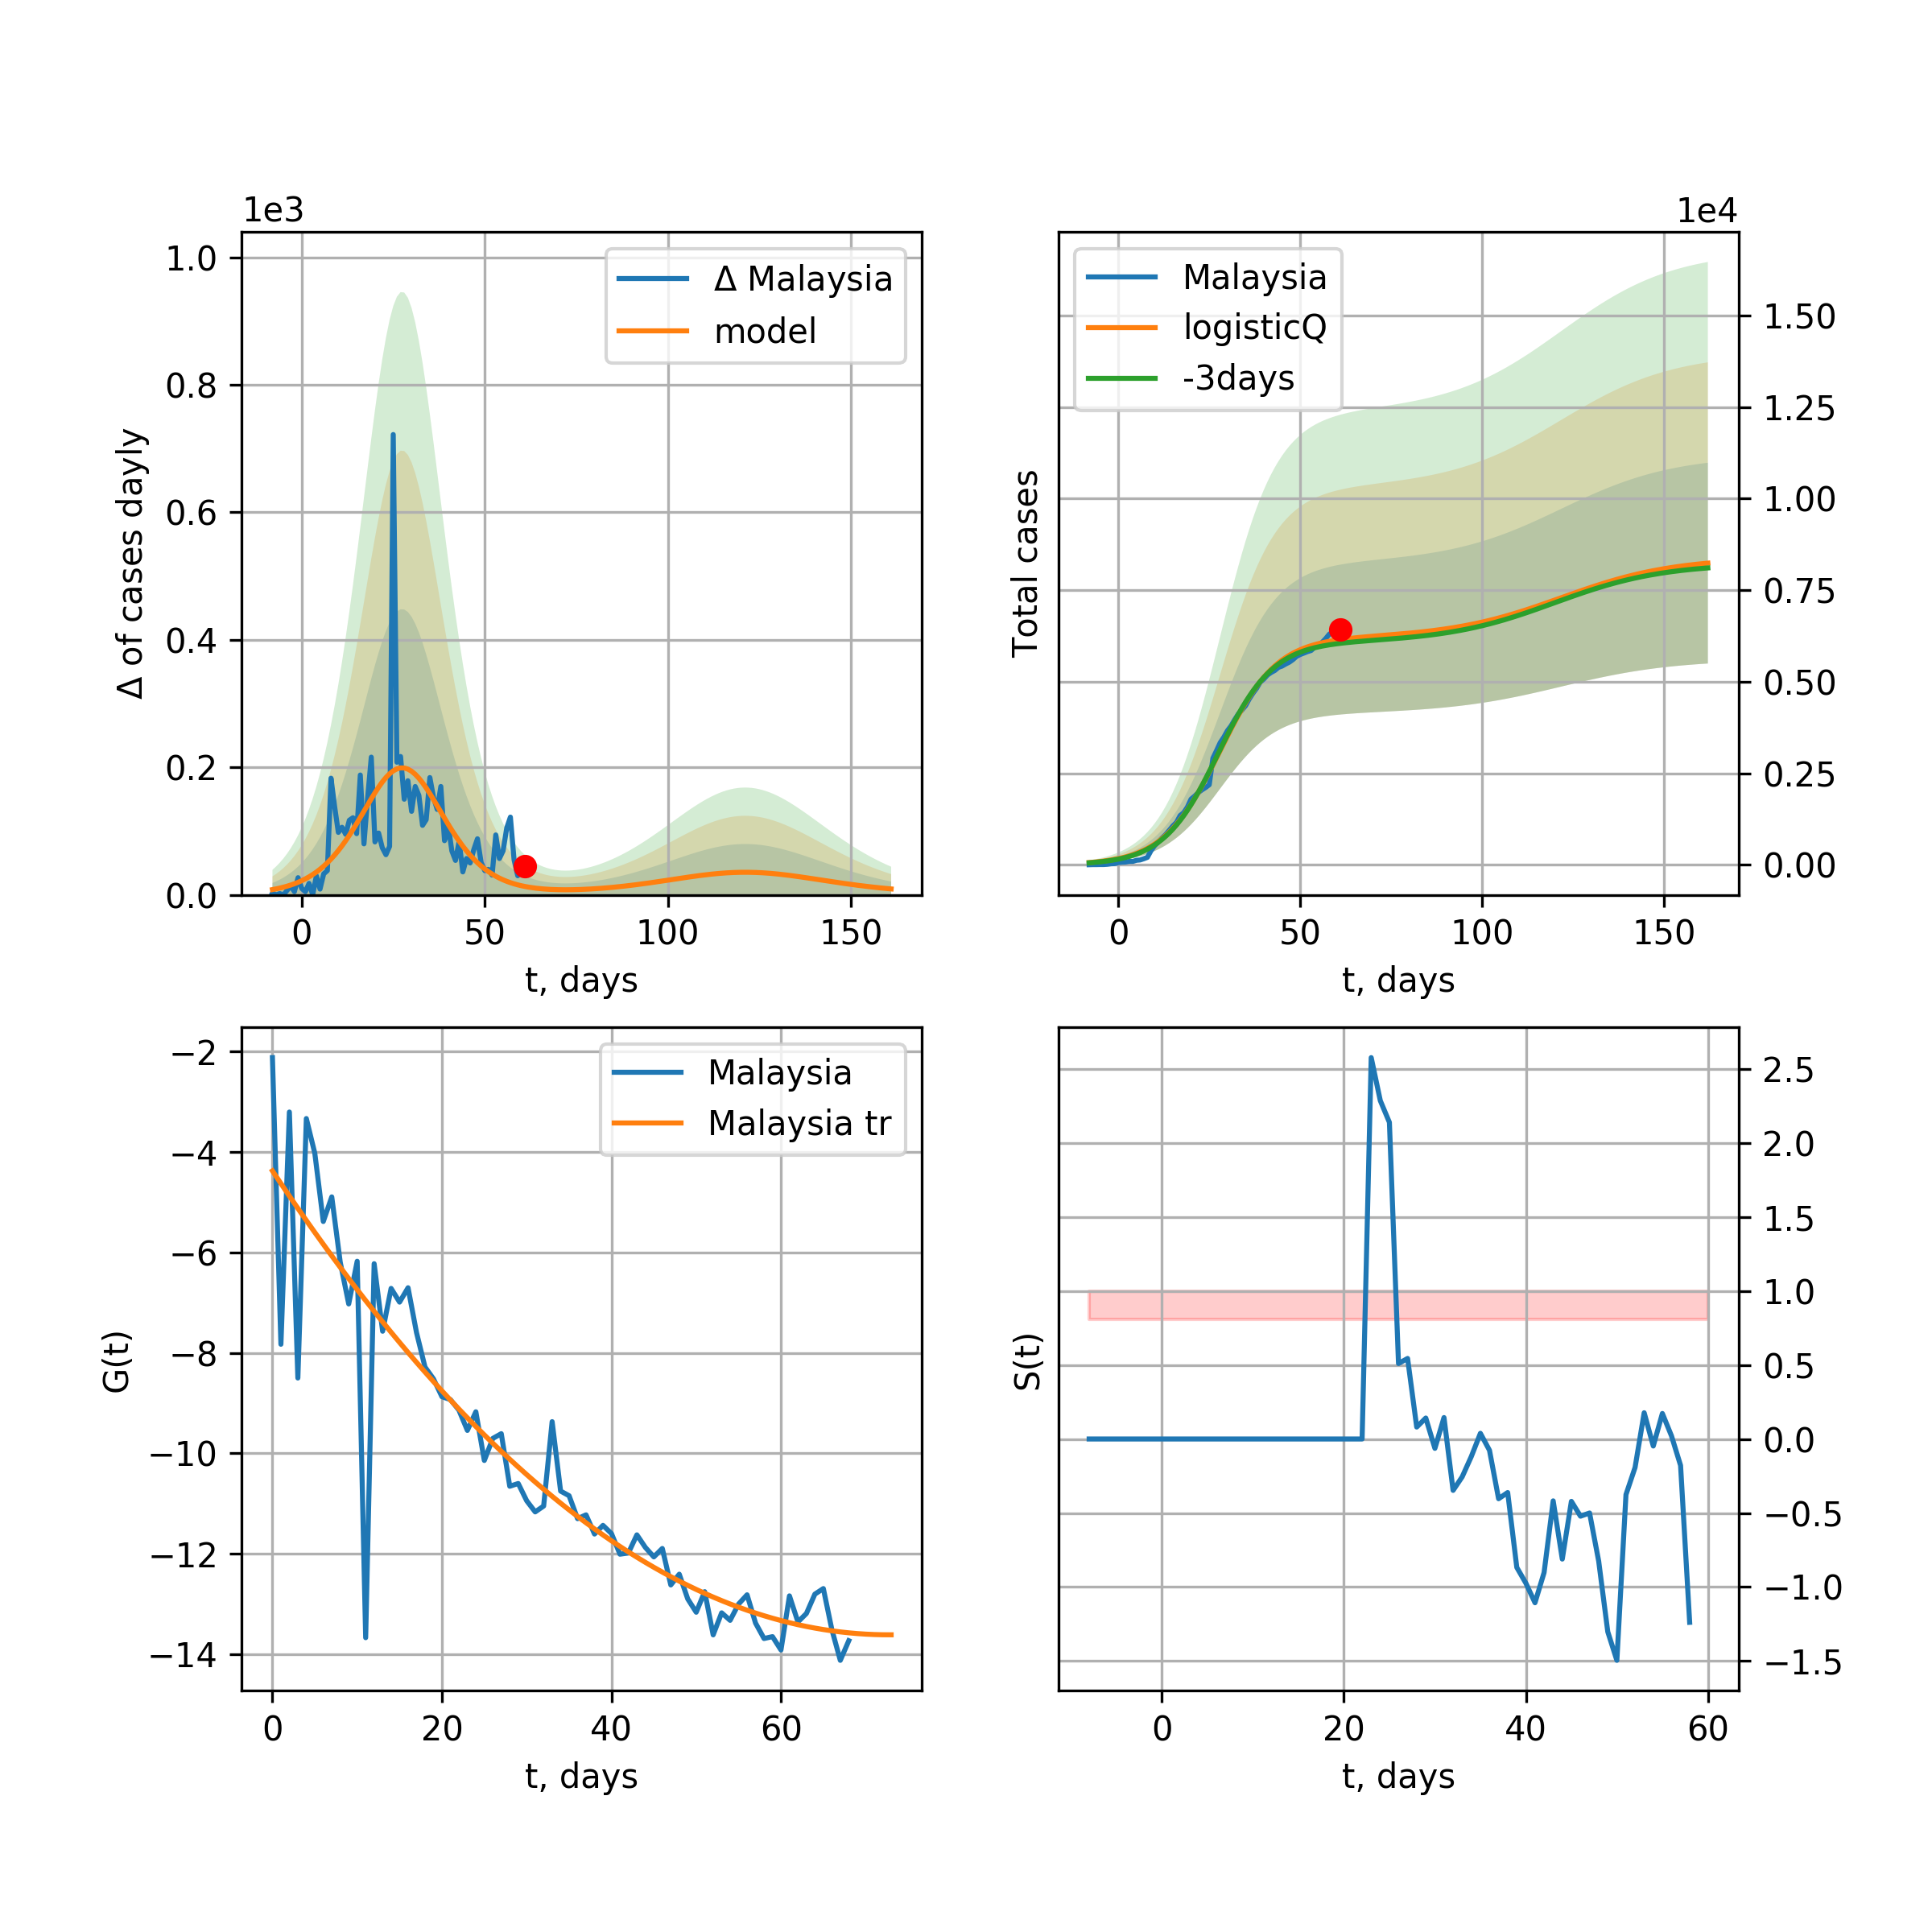 1e3
Δ of cases dayly
1.0
0.8
0.6
0.4
0.2
0.0
0 50 100 150
t, days
Δ Malaysia
model
1e4
Total cases
1.50
1.25
1.00
0.75
0.50
0.25
0.00
0 50 100 150
t, days
Malaysia
logisticQ
-3days
G(t)
−2
−4
−6
−8
−10
−12
−14
0 20 40 60
t, days
Malaysia
Malaysia tr
S(t)
2.5
2.0
1.5
1.0
0.5
0.0
−0.5
−1.0
−1.5
0 20 40 60
t, days